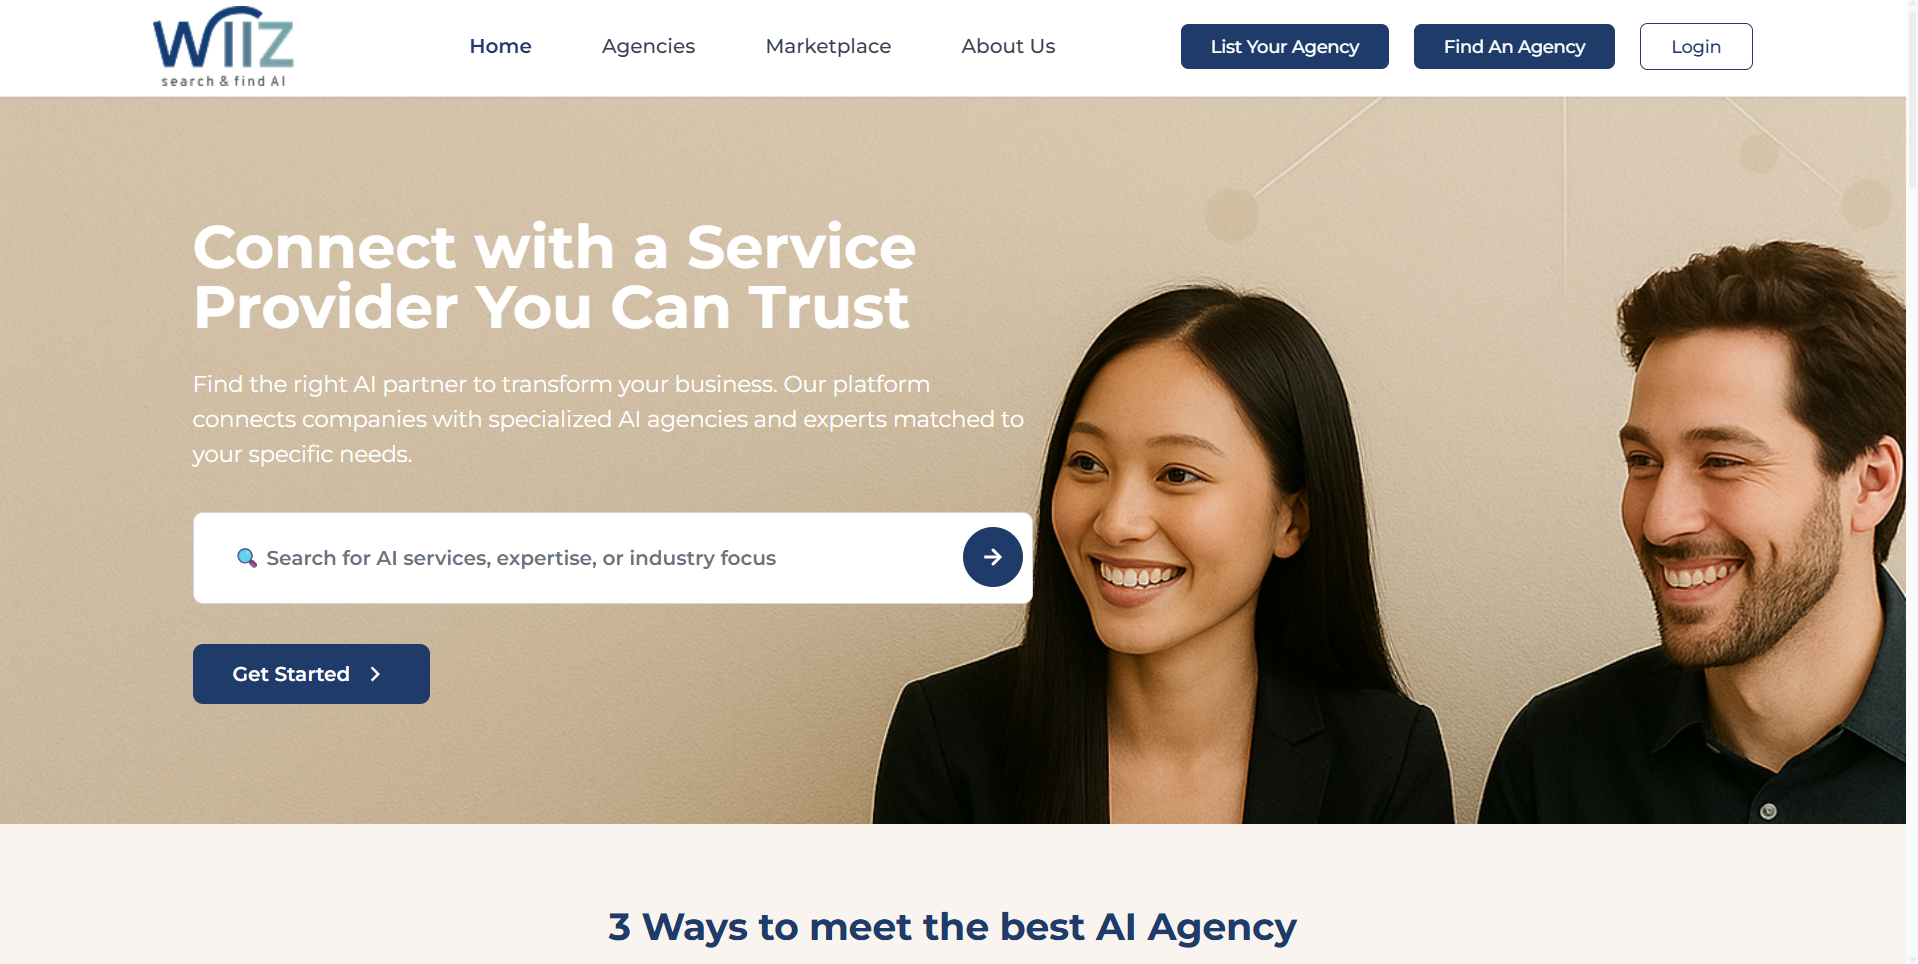 WIIZ
search & find AI
Home
Agencies
Marketplace
About Us
List Your Agency
Find An Agency
Login
Connect with a Service
Provider You Can Trust
Find the right AI partner to transform your business. Our platform
connects companies with specialized AI agencies and experts matched to
your specific needs.
🔍 Search for AI services, expertise, or industry focus
Get Started
3 Ways to meet the best AI Agency